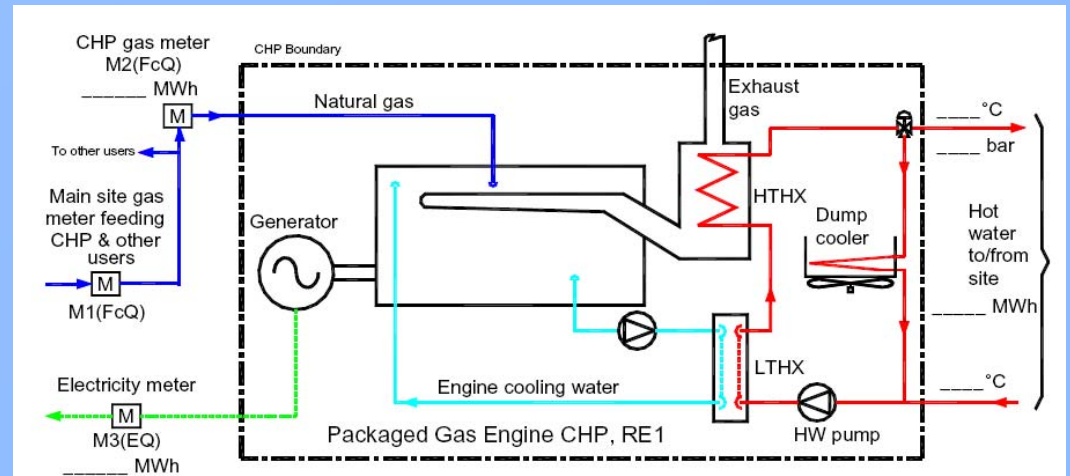 CHP gas meter
M2(FcQ)
______ MWh
M
To other users
Main site gas
meter feeding
CHP & other
users
M
M1(FcQ)
Electricity meter
M
M3(EQ)
______ MWh
CHP Boundary
Natural gas
Generator
Exhaust
gas
HTHX
Dump
cooler
LTHX
Engine cooling water
HW pump
Packaged Gas Engine CHP, RE1
____°C
____ bar
Hot
water
to/from
site
_____ MWh
____°C